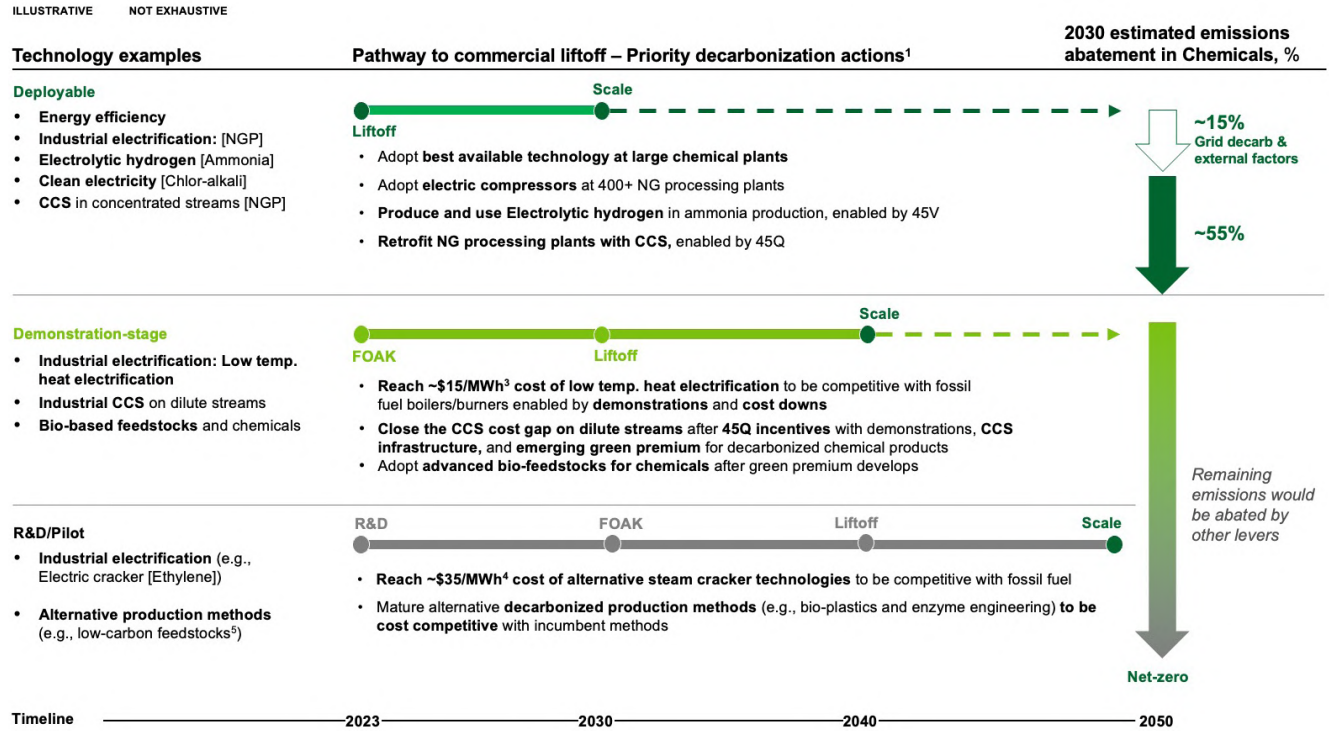 ILLUSTRATIVE NOT EXHAUSTIVE
Technology examples
Pathway to commercial liftoff – Priority decarbonization actions¹
2030 estimated emissions
abatement in Chemicals, %
Deployable
• Energy efficiency
• Industrial electrification: [NGP]
• Electrolytic hydrogen [Ammonia]
• Clean electricity [Chlor-alkali]
• CCS in concentrated streams [NGP]
Scale
Liftoff
• Adopt best available technology at large chemical plants
• Adopt electric compressors at 400+ NG processing plants
• Produce and use Electrolytic hydrogen in ammonia production, enabled by 45V
• Retrofit NG processing plants with CCS, enabled by 45Q
~15%
Grid decarb &
external factors
~55%
Demonstration-stage
• Industrial electrification: Low temp.
heat electrification
• Industrial CCS on dilute streams
• Bio-based feedstocks and chemicals
Scale
FOAK Liftoff
• Reach ~$15/MWh³ cost of low temp. heat electrification to be competitive with fossil
fuel boilers/burners enabled by demonstrations and cost downs
• Close the CCS cost gap on dilute streams after 45Q incentives with demonstrations, CCS
infrastructure, and emerging green premium for decarbonized chemical products
• Adopt advanced bio-feedstocks for chemicals after green premium develops
Remaining
emissions would
be abated by
other levers
R&D/Pilot
• Industrial electrification (e.g.,
Electric cracker [Ethylene])
• Alternative production methods
(e.g., low-carbon feedstocks⁵)
R&D FOAK Liftoff Scale
• Reach ~$35/MWh⁴ cost of alternative steam cracker technologies to be competitive with fossil fuel
• Mature alternative decarbonized production methods (e.g., bio-plastics and enzyme engineering) to be
cost competitive with incumbent methods
Net-zero
Timeline 2023 2030 2040 2050